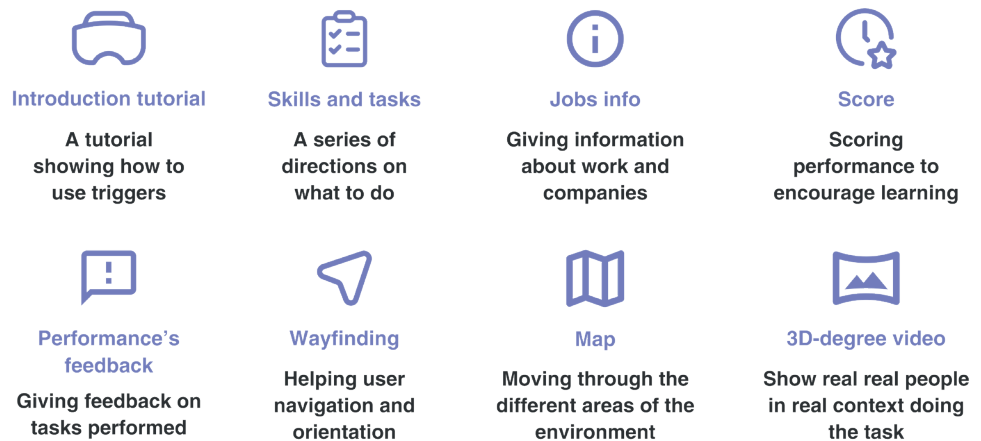 Introduction tutorial
A tutorial
showing how to
use triggers
Skills and tasks
A series of
directions on
what to do
Jobs info
Giving information
about work and
companies
Score
Scoring
performance to
encourage learning
Performance's
feedback
Giving feedback on
tasks performed
Wayfinding
Helping user
navigation and
orientation
Map
Moving through the
different areas of the
environment
3D-degree video
Show real real people
in real context doing
the task